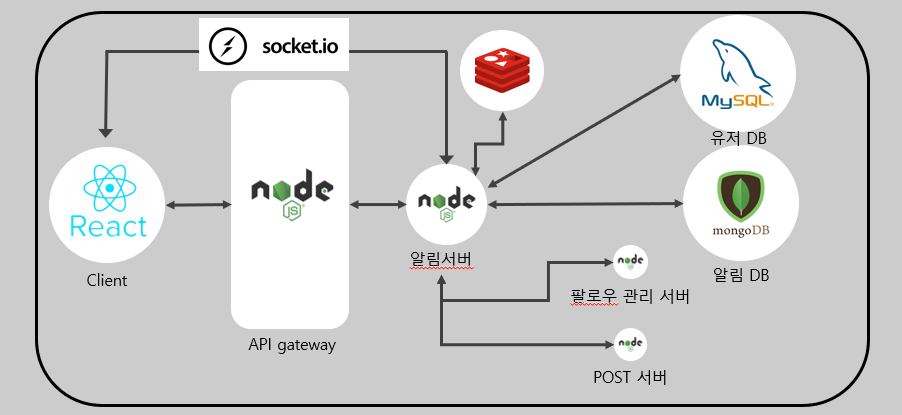 socket.io
MySQL
유저 DB
node
JS
React
Client
API gateway
node
JS
알림서버
mongoDB
알림 DB
node
팔로우 관리 서버
node
POST 서버